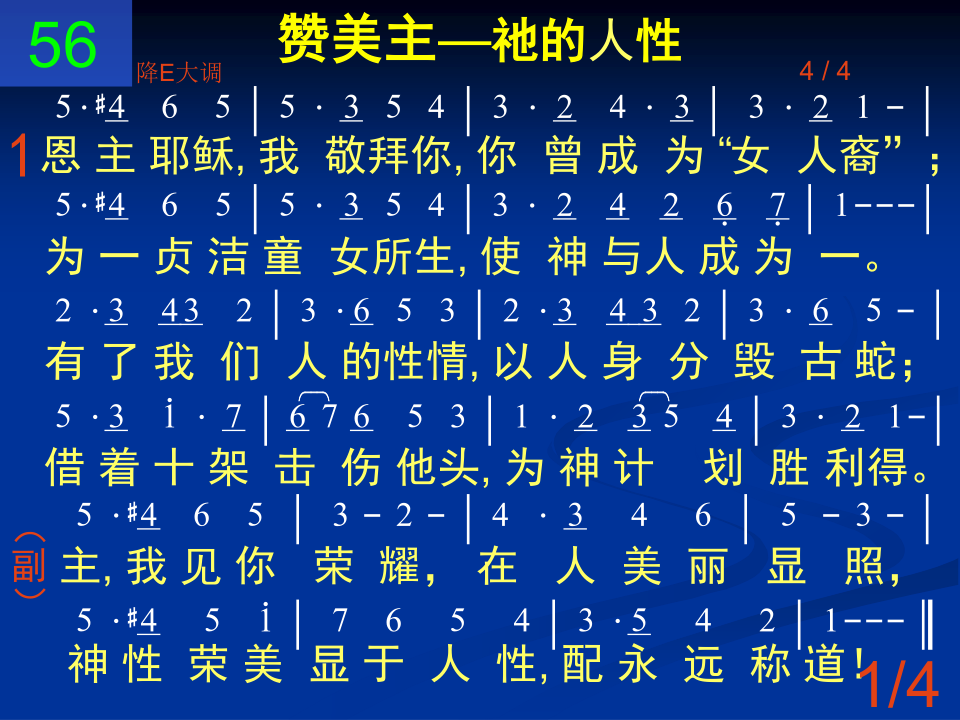 56
赞美主—祂的人性
降E大调
4 / 4
5·#4 6 5 | 5 · 3 5 4 | 3 · 2 4 · 3 | 3 · 2 1 - |
1 恩主耶稣,我敬拜你,你曾成为“女人裔”;
5·#4 6 5 | 5 · 3 5 4 | 3 · 2 4 2 6̣ 7̣ | 1--- |
为一贞洁童女所生,使神与人成为一。
2 ·3 43 2 | 3 ·6 5 3 | 2 ·3 43 2 | 3 · 6 5 - |
有了我们人的性情,以人身分毁古蛇;
5 ·3 i · 7 | 6 7 6 5 3 | 1 · 2 3 5 4 | 3 · 2 1- |
借着十架击伤他头,为神计划胜利得。
5 ·#4 6 5 | 3 - 2 - | 4 · 3 4 6 | 5 - 3 - |
（副） 主,我见你荣耀，在人美丽显照，
5 ·#4 5 i | 7 6 5 4 | 3 ·5 4 2 | 1--- ‖
神性荣美显于人性,配永远称道！
1/4